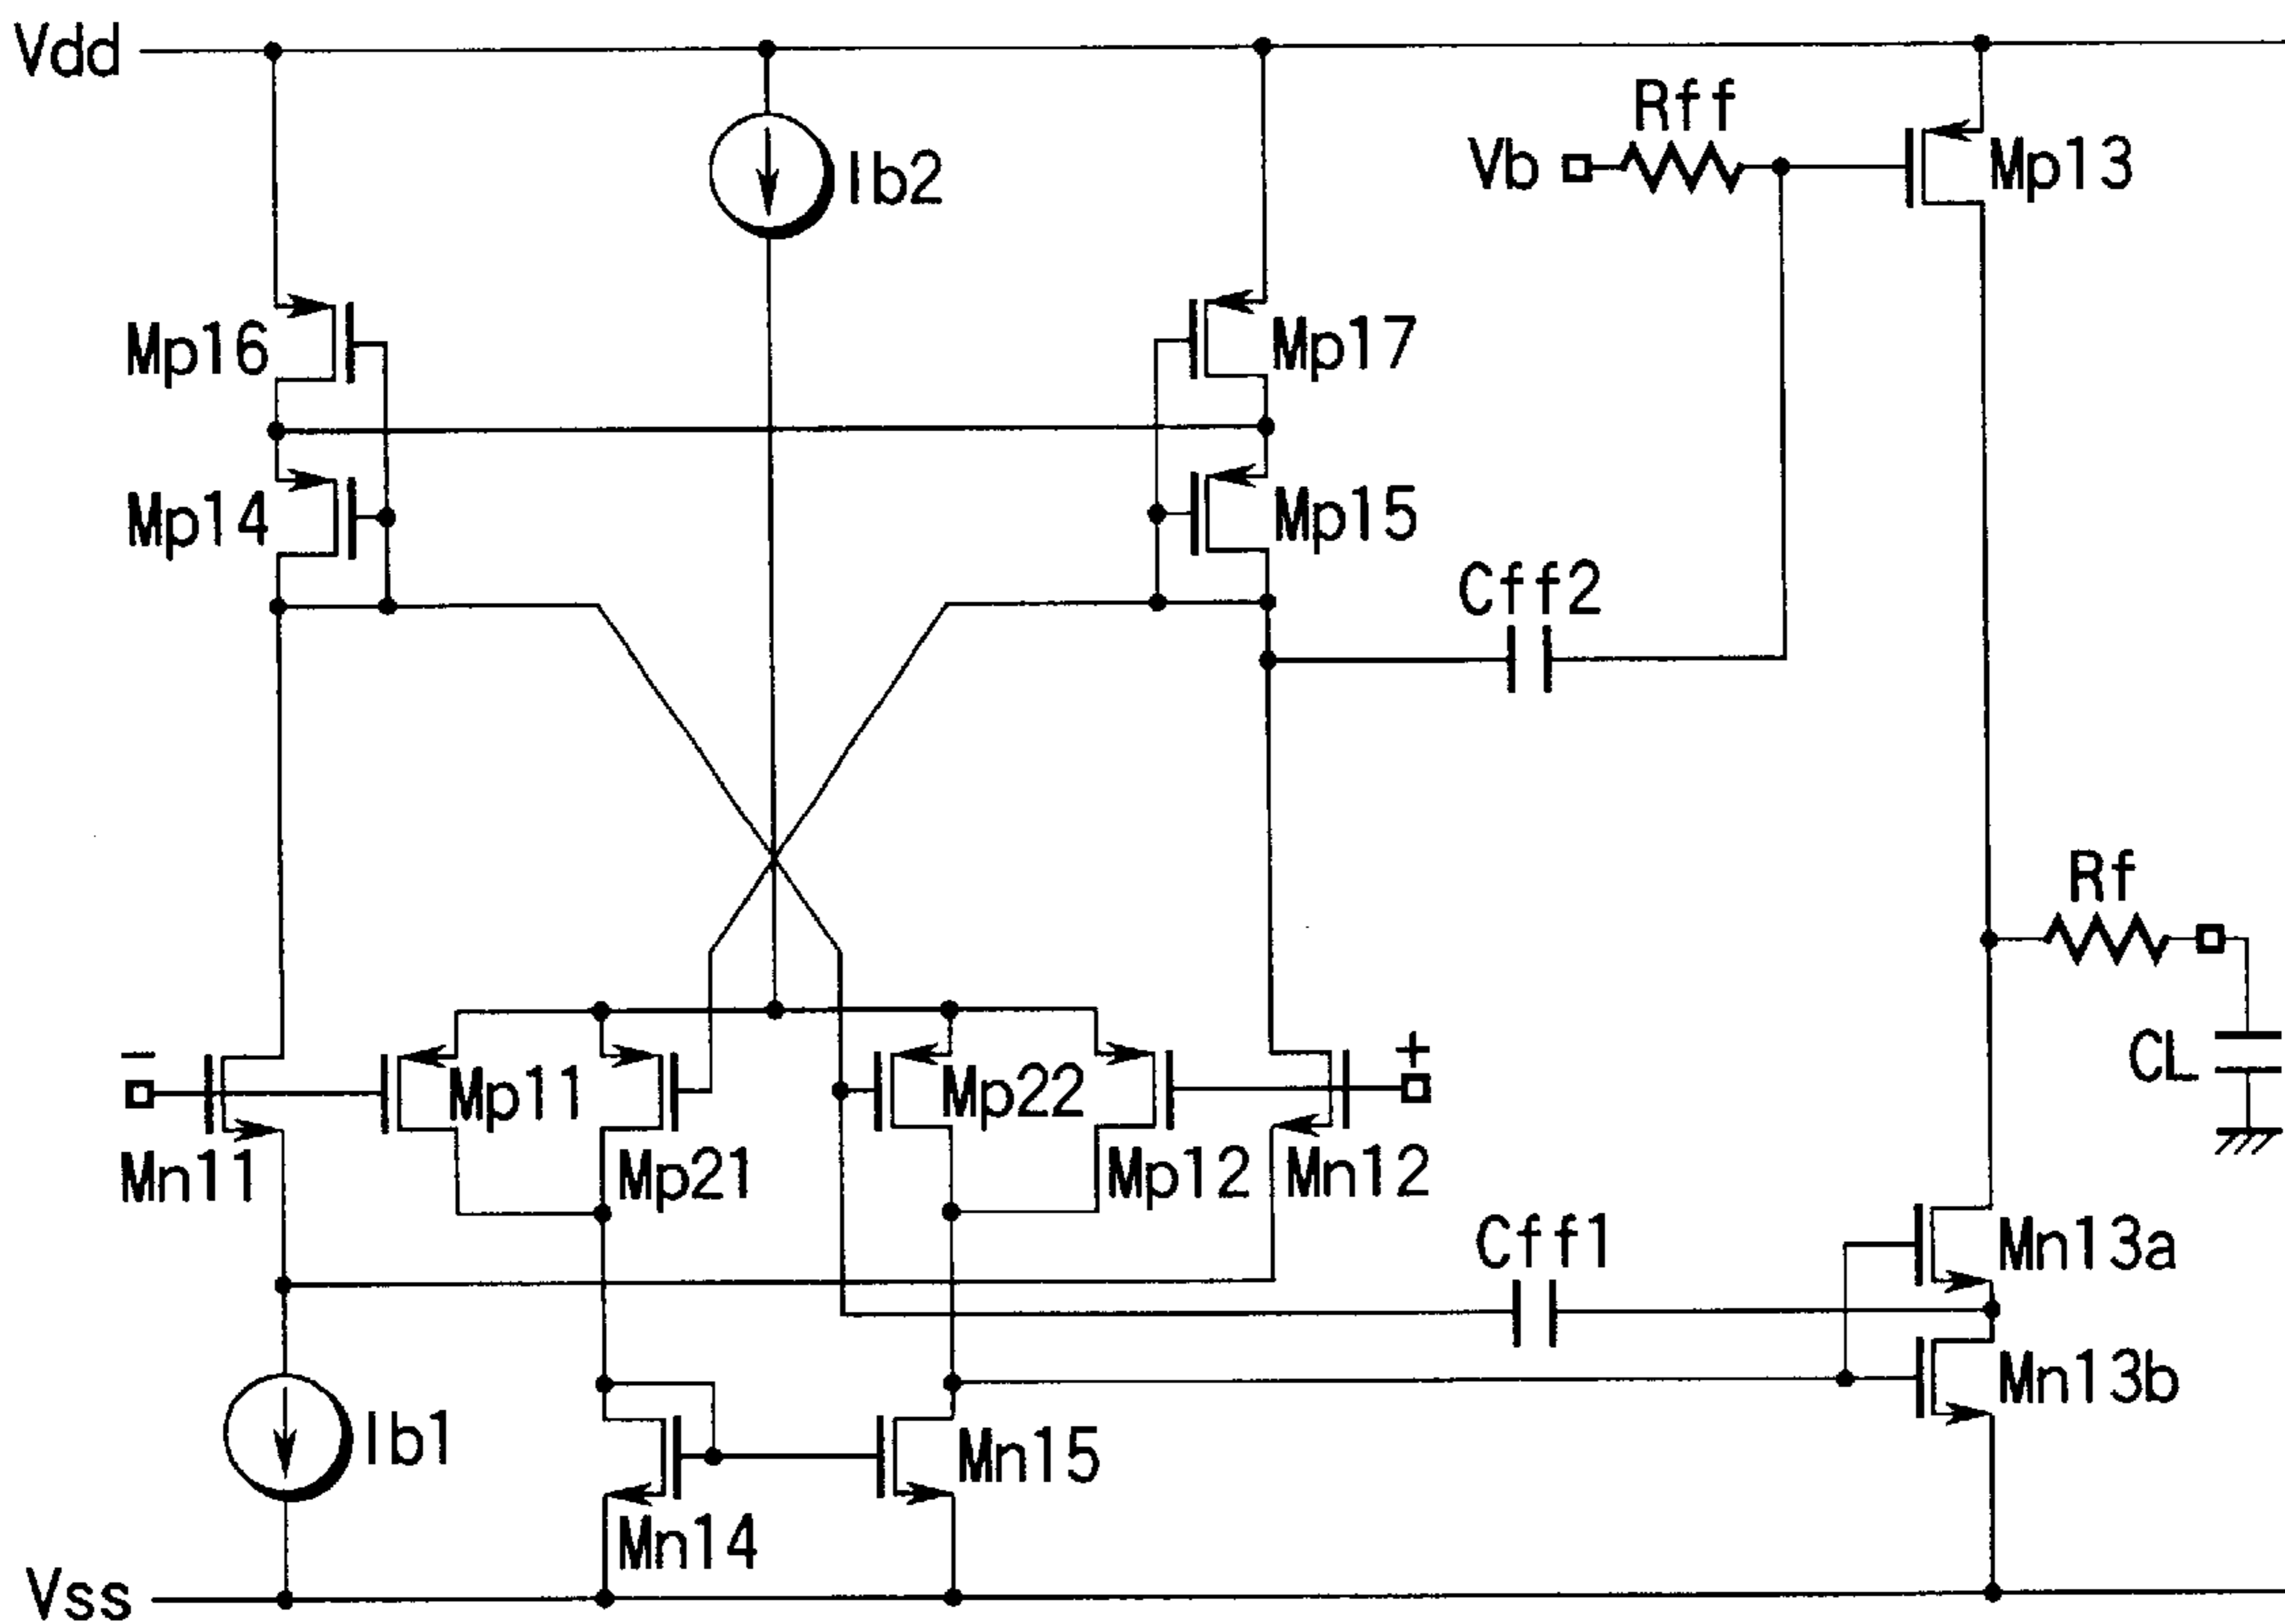 Vdd
Rff
Vb
Mp13
Ib2
Mp16
Mp17
Mp14
Mp15
Cff2
Rf
−
+
CL
Mp11
Mp22
Mn11
Mp21
Mp12
Mn12
Cff1
Mn13a
Mn13b
Ib1
Mn15
Mn14
Vss